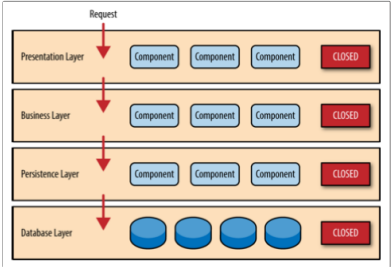 Request
Presentation Layer Component Component Component CLOSED
Business Layer Component Component Component CLOSED
Persistence Layer Component Component Component CLOSED
Database Layer CLOSED